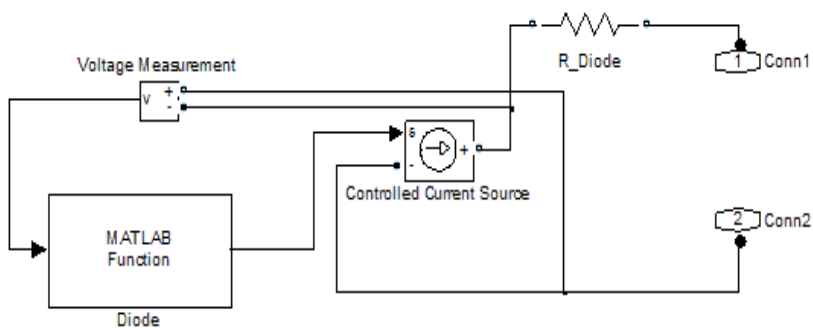 R_Diode
1
Conn1
Voltage Measurement
v
+
-
s
+
-
Controlled Current Source
MATLAB
Function
Diode
2
Conn2